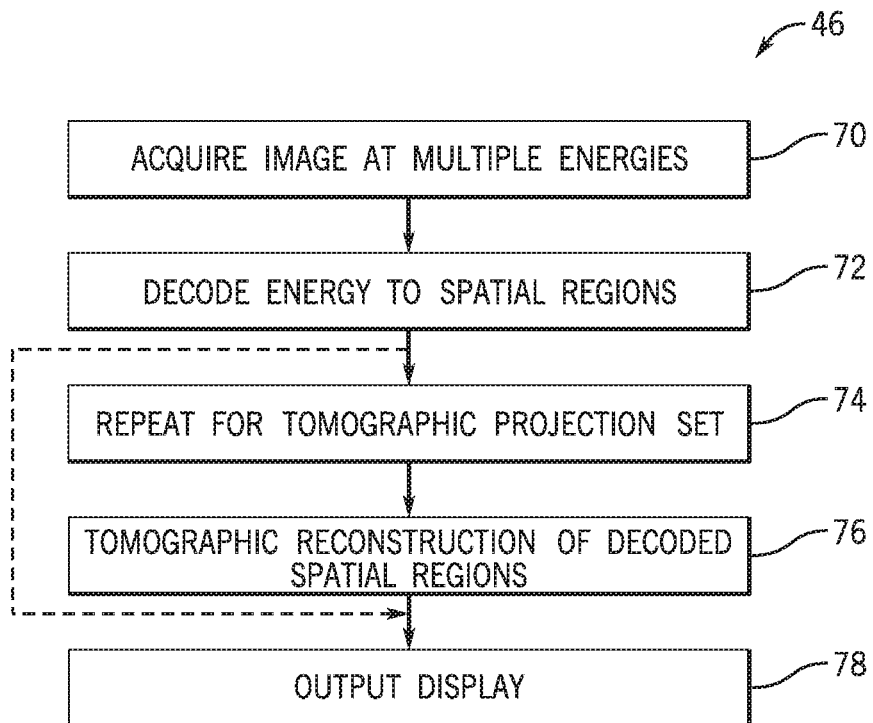 46
ACQUIRE IMAGE AT MULTIPLE ENERGIES
70
DECODE ENERGY TO SPATIAL REGIONS
72
REPEAT FOR TOMOGRAPHIC PROJECTION SET
74
TOMOGRAPHIC RECONSTRUCTION OF DECODED
SPATIAL REGIONS
76
OUTPUT DISPLAY
78